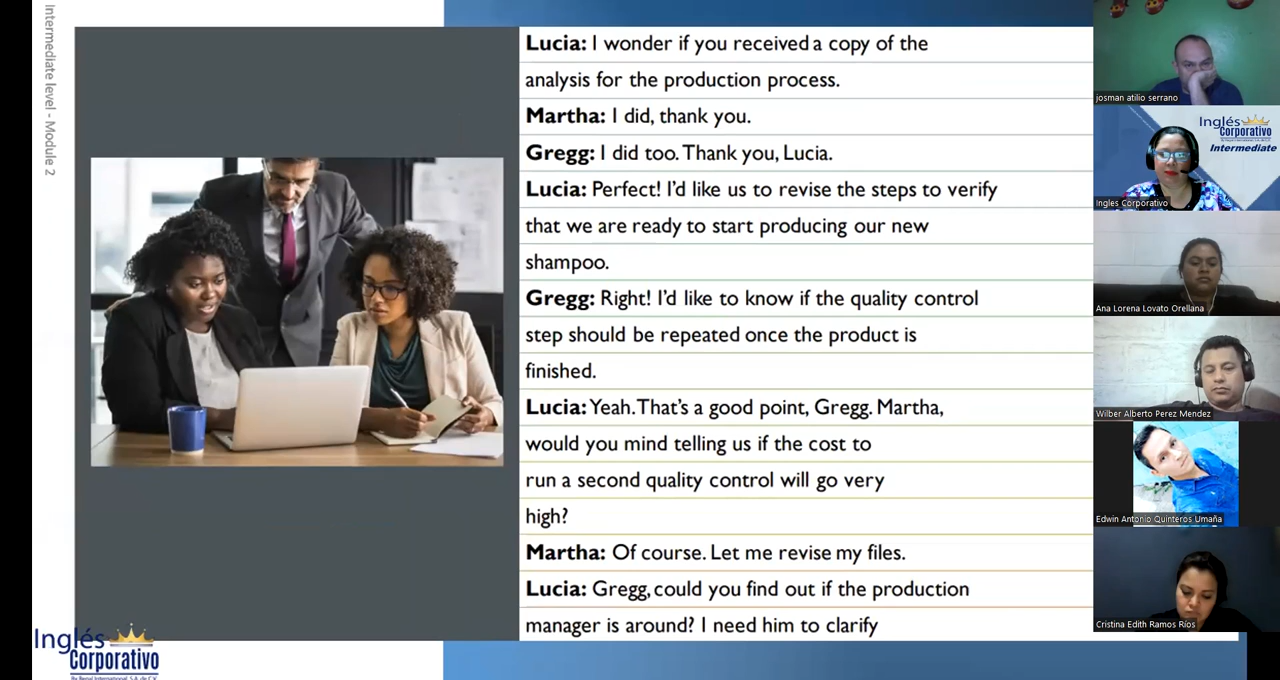 Intermediate level - Module 2
Lucia: I wonder if you received a copy of the
analysis for the production process.
Martha: I did, thank you.
Gregg: I did too. Thank you, Lucia.
Lucia: Perfect! I'd like us to revise the steps to verify
that we are ready to start producing our new
shampoo.
Gregg: Right! I'd like to know if the quality control
step should be repeated once the product is
finished.
Lucia: Yeah. That's a good point, Gregg. Martha,
would you mind telling us if the cost to
run a second quality control will go very
high?
Martha: Of course. Let me revise my files.
Lucia: Gregg, could you find out if the production
manager is around? I need him to clarify
Inglés
Corporativo
By Bernal International, S.A. de C.V.
josman atilio serrano
Inglés
Corporativo
Intermediate
Ingles Corporativo
Ana Lorena Lovato Orellana
Wilber Alberto Perez Mendez
Edwin Antonio Quinteros Umaña
Cristina Edith Ramos Ríos